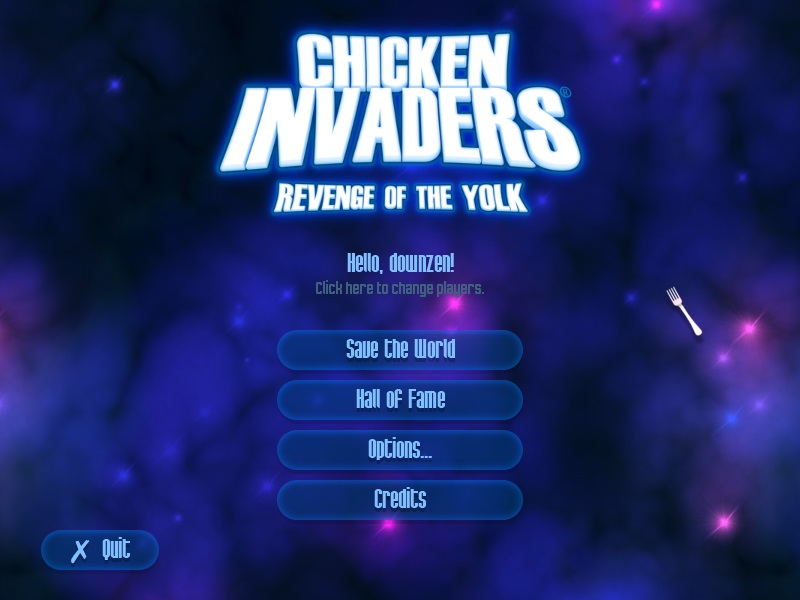 CHICKEN
INVADERS®
REVENGE OF THE YOLK
Hello, downzen!
Click here to change players.
Save the World
Hall of Fame
Options...
Credits
X Quit